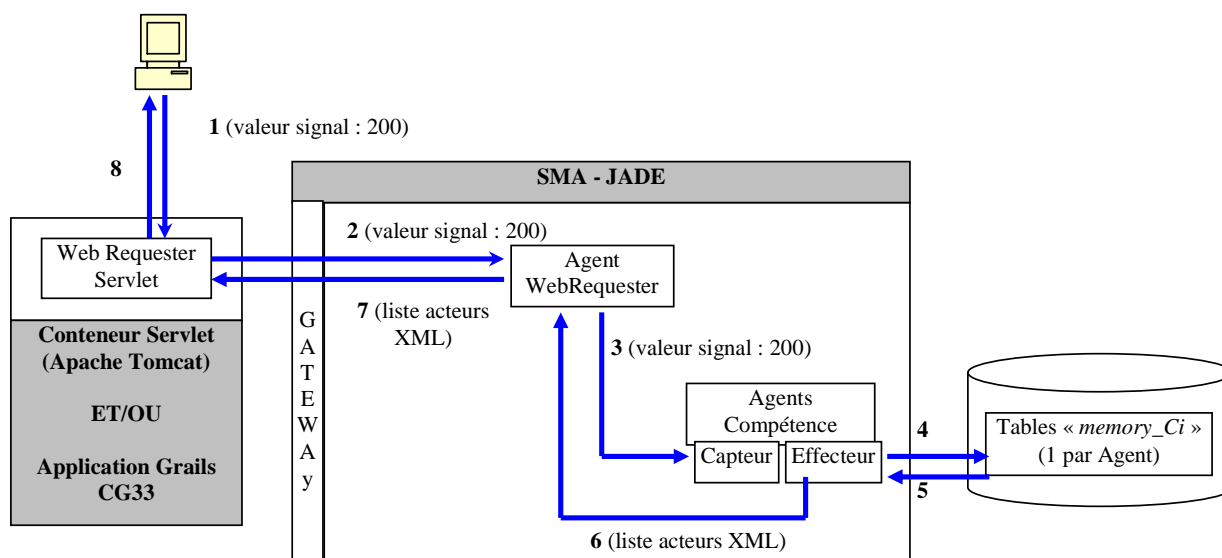 1 (valeur signal : 200)
8
SMA - JADE
2 (valeur signal : 200)
Web Requester
Servlet
Agent
WebRequester
7 (liste acteurs
XML)
GATEWAy
Conteneur Servlet
(Apache Tomcat)
ET/OU
Application Grails
CG33
3 (valeur signal : 200)
Agents
Compétence
Capteur
Effecteur
4
5
Tables « memory_Ci »
(1 par Agent)
6 (liste acteurs XML)